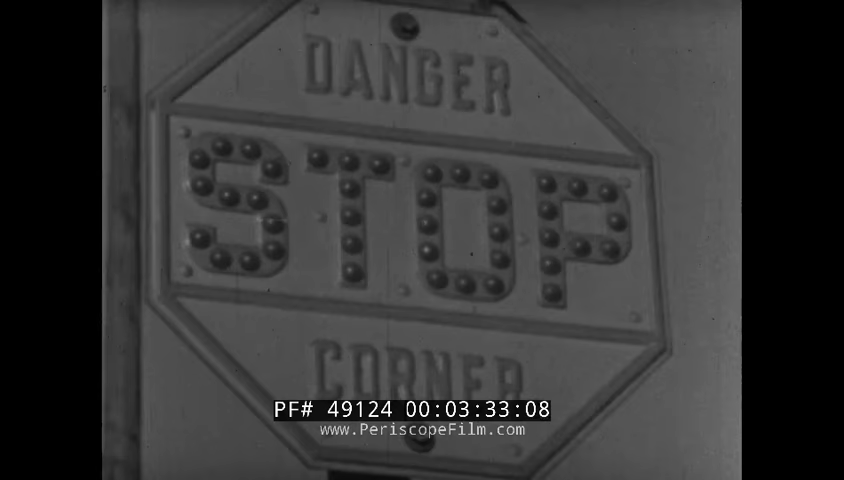 DANGER
STOP
CORNER
PF# 49124 00:03:33:08
www.PeriscopeFilm.com